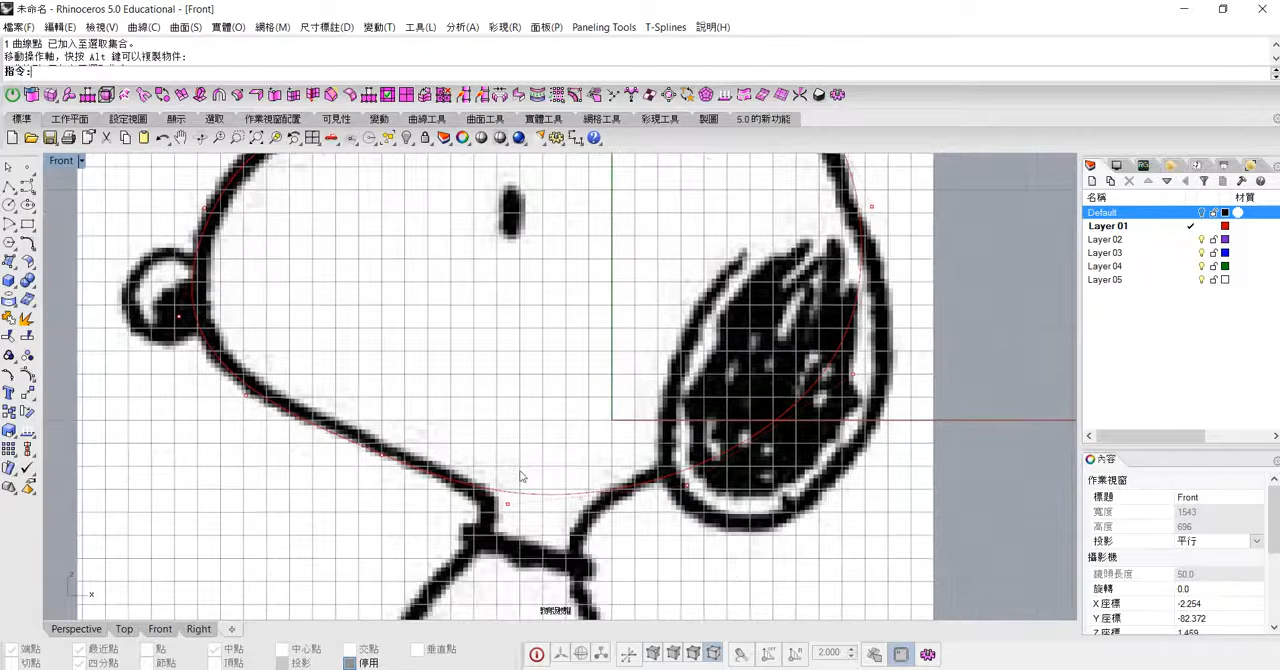 未命名 - Rhinoceros 5.0 Educational - [Front]
檔案(F) 編輯(E) 檢視(V) 曲線(C) 曲面(S) 實體(O) 網格(M) 尺寸標註(D) 變動(T) 工具(L) 分析(A) 彩現(R) 面板(P) Paneling Tools T-Splines 說明(H)
1 曲線點 已加入至選取集合。
移動操作軸，快按 Alt 鍵可以複製物件:
指令:
標準 工作平面 設定視圖 顯示 選取 作業視窗配置 可見性 變動 曲線工具 曲面工具 實體工具 網格工具 彩現工具 製圖 5.0 的新功能
Front
名稱 材質
Default
Layer 01
Layer 02
Layer 03
Layer 04
Layer 05
內容
作業視窗
標題 Front
寬度 1543
高度 696
投影 平行
攝影機
鏡頭長度 50.0
旋轉 0.0
X 座標 -2.254
Y 座標 -82.372
Z 座標 1.459
z
x
Perspective Top Front Right
端點 最近點 點 中點 中心點 交點 垂直點
切點 四分點 節點 頂點 投影 停用
2.000